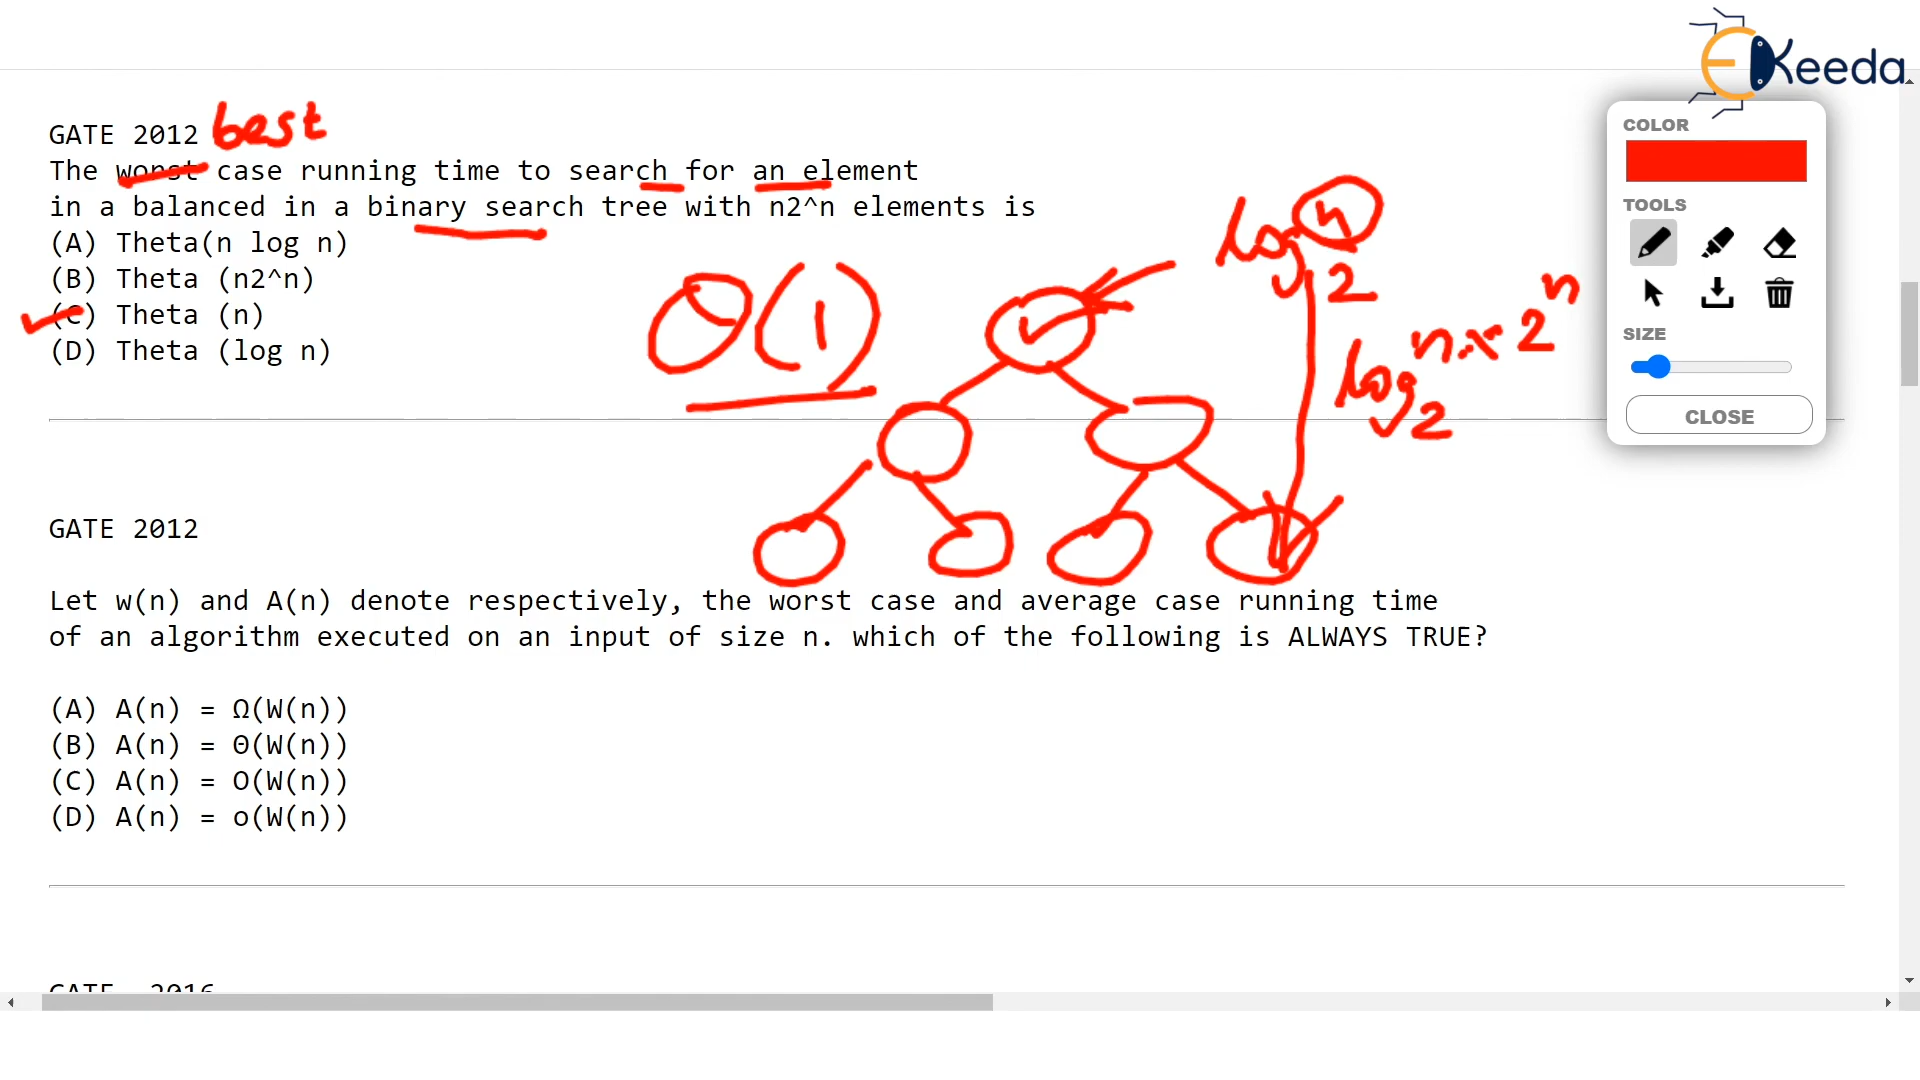 EKeeda
GATE 2012 best
The worst case running time to search for an element
in a balanced in a binary search tree with n2^n elements is
(A) Theta(n log n)
(B) Theta (n2^n)
(C) Theta (n)
(D) Theta (log n)
O(1)
log n 2
log 2 n × 2 n
COLOR
TOOLS
SIZE
CLOSE
GATE 2012
Let w(n) and A(n) denote respectively, the worst case and average case running time
of an algorithm executed on an input of size n. which of the following is ALWAYS TRUE?
(A) A(n) = Ω(W(n))
(B) A(n) = Θ(W(n))
(C) A(n) = O(W(n))
(D) A(n) = o(W(n))
GATE 2016